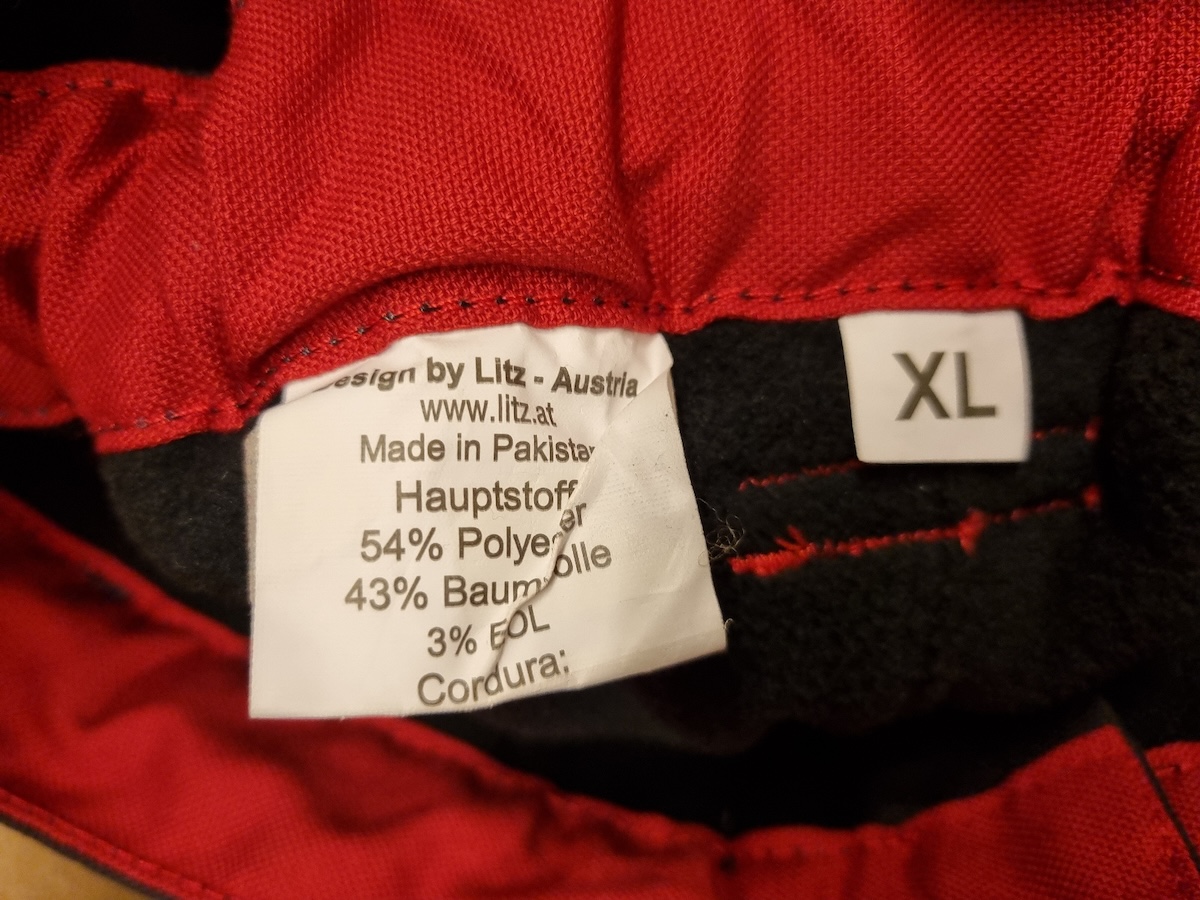 Design by Litz - Austria
www.litz.at
Made in Pakistan
Hauptstoff
54% Polyester
43% Baumwolle
3% EOL
Cordura:
XL